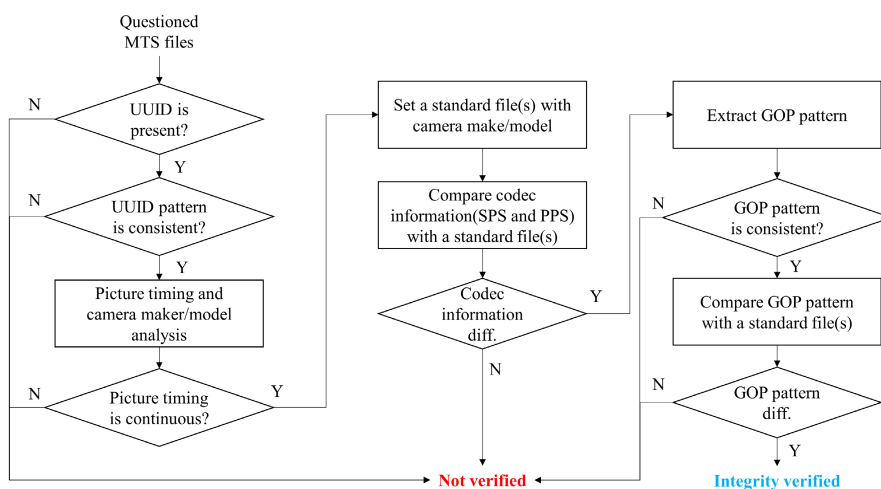 Questioned
MTS files
N
UUID is
present?
Y
N
UUID pattern
is consistent?
Y
Picture timing and
camera maker/model
analysis
N
Picture timing
is continuous?
Y
Set a standard file(s) with
camera make/model
Compare codec
information(SPS and PPS)
with a standard file(s)
Codec
information
diff.
Y
N
Not verified
Extract GOP pattern
N
GOP pattern
is consistent?
Y
Compare GOP pattern
with a standard file(s)
N
GOP pattern
diff.
Y
Integrity verified